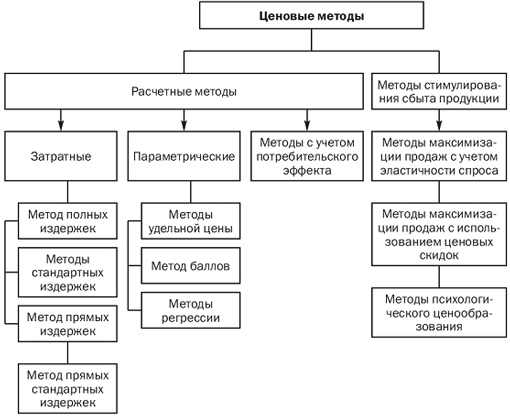 Ценовые методы
Расчетные методы
Методы стимулирова-
ния сбыта продукции
Затратные
Параметрические
Методы с учетом
потребительского
эффекта
Методы максимиза-
ции продаж с учетом
эластичности спроса
Метод полных
издержек
Методы
удельной цены
Методы максимиза-
ции продаж с исполь-
зованием ценовых
скидок
Методы
стандартных
издержек
Метод баллов
Метод прямых
издержек
Методы
регрессии
Методы психологи-
ческого ценообра-
зования
Метод прямых
стандартных
издержек